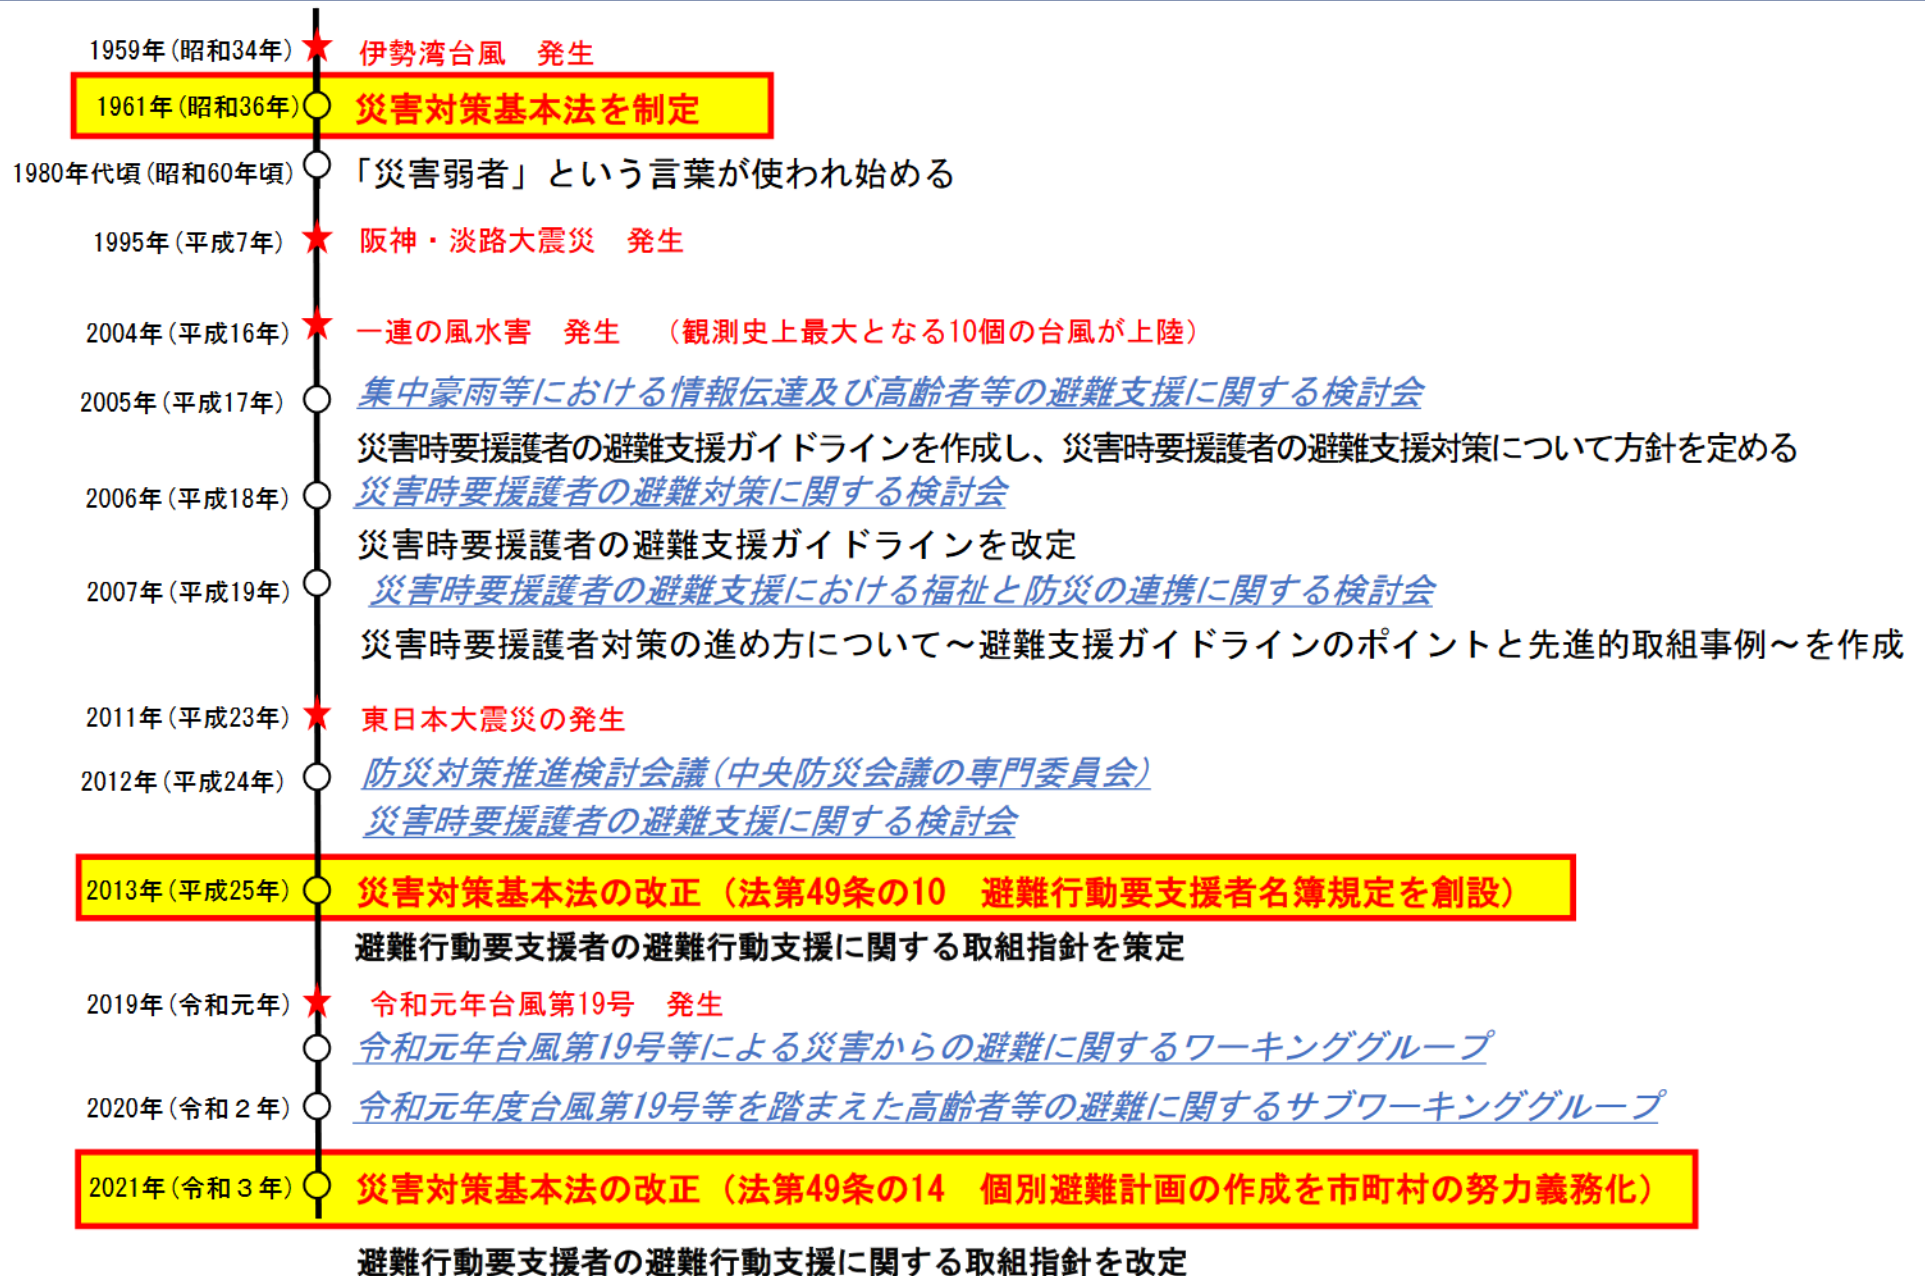 1959年(昭和34年) 伊勢湾台風　発生
1961年(昭和36年) 災害対策基本法を制定
1980年代頃(昭和60年頃) 「災害弱者」という言葉が使われ始める
1995年(平成7年) 阪神・淡路大震災　発生
2004年(平成16年) 一連の風水害　発生　（観測史上最大となる10個の台風が上陸）
2005年(平成17年) 集中豪雨等における情報伝達及び高齢者等の避難支援に関する検討会
災害時要援護者の避難支援ガイドラインを作成し、災害時要援護者の避難支援対策について方針を定める
2006年(平成18年) 災害時要援護者の避難対策に関する検討会
災害時要援護者の避難支援ガイドラインを改定
2007年(平成19年) 災害時要援護者の避難支援における福祉と防災の連携に関する検討会
災害時要援護者対策の進め方について～避難支援ガイドラインのポイントと先進的取組事例～を作成
2011年(平成23年) 東日本大震災の発生
2012年(平成24年) 防災対策推進検討会議(中央防災会議の専門委員会)
災害時要援護者の避難支援に関する検討会
2013年(平成25年) 災害対策基本法の改正（法第49条の10　避難行動要支援者名簿規定を創設）
避難行動要支援者の避難行動支援に関する取組指針を策定
2019年(令和元年) 令和元年台風第19号　発生
令和元年台風第19号等による災害からの避難に関するワーキンググループ
2020年(令和２年) 令和元年度台風第19号等を踏まえた高齢者等の避難に関するサブワーキンググループ
2021年(令和３年) 災害対策基本法の改正（法第49条の14　個別避難計画の作成を市町村の努力義務化）
避難行動要支援者の避難行動支援に関する取組指針を改定